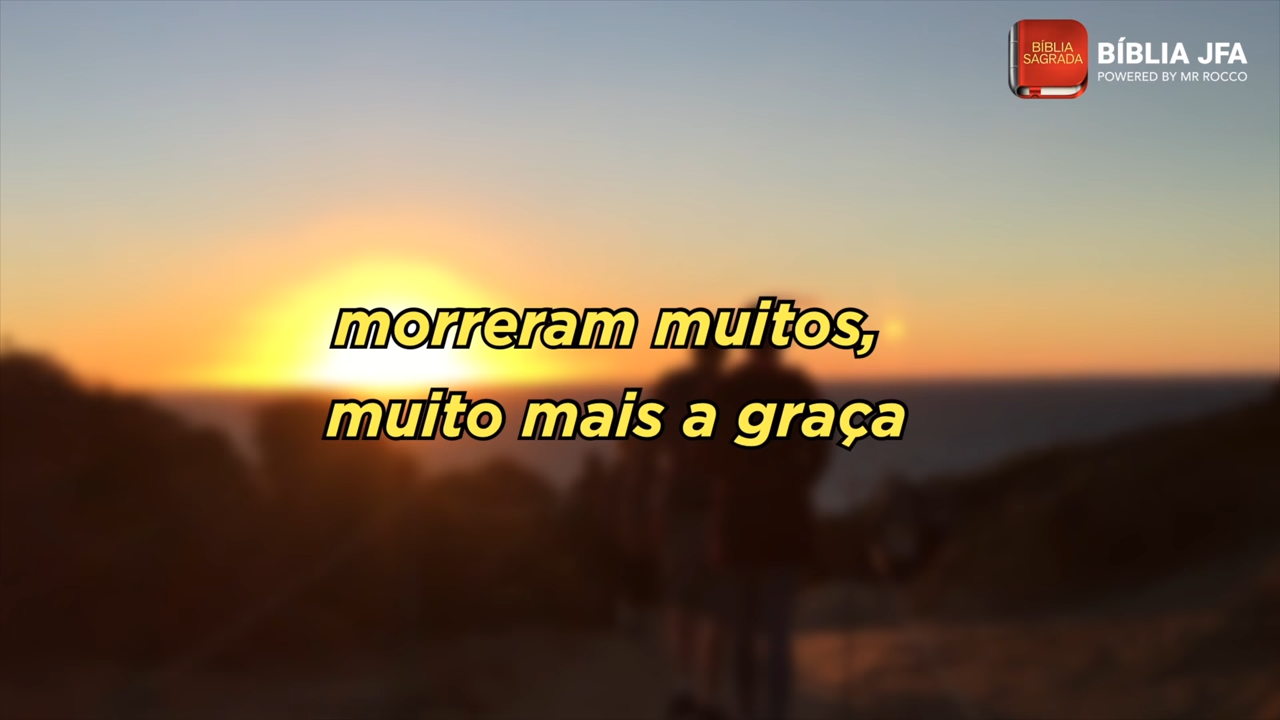 BÍBLIA
SAGRADA
BÍBLIA JFA
POWERED BY MR ROCCO
morreram muitos,
muito mais a graça